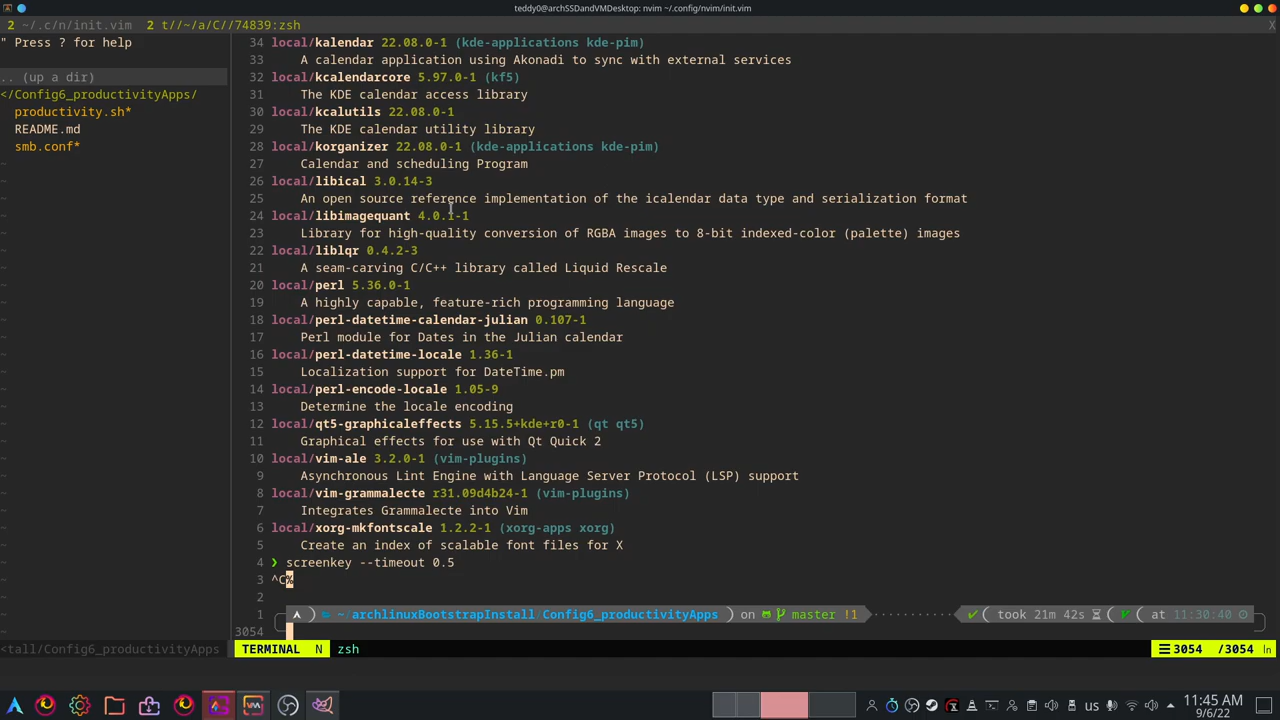 teddy0@archSSDandVMDesktop: nvim ~/.config/nvim/init.vim
2 ~/.c/n/init.vim 2 t//~/a/C//74839:zsh X
" Press ? for help
.. (up a dir)
</Config6_productivityApps/
productivity.sh*
README.md
smb.conf*
34 local/kalendar 22.08.0-1 (kde-applications kde-pim)
33 A calendar application using Akonadi to sync with external services
32 local/kcalendarcore 5.97.0-1 (kf5)
31 The KDE calendar access library
30 local/kcalutils 22.08.0-1
29 The KDE calendar utility library
28 local/korganizer 22.08.0-1 (kde-applications kde-pim)
27 Calendar and scheduling Program
26 local/libical 3.0.14-3
25 An open source reference implementation of the icalendar data type and serialization format
24 local/libimagequant 4.0.1-1
23 Library for high-quality conversion of RGBA images to 8-bit indexed-color (palette) images
22 local/liblqr 0.4.2-3
21 A seam-carving C/C++ library called Liquid Rescale
20 local/perl 5.36.0-1
19 A highly capable, feature-rich programming language
18 local/perl-datetime-calendar-julian 0.107-1
17 Perl module for Dates in the Julian calendar
16 local/perl-datetime-locale 1.36-1
15 Localization support for DateTime.pm
14 local/perl-encode-locale 1.05-9
13 Determine the locale encoding
12 local/qt5-graphicaleffects 5.15.5+kde+r0-1 (qt qt5)
11 Graphical effects for use with Qt Quick 2
10 local/vim-ale 3.2.0-1 (vim-plugins)
9 Asynchronous Lint Engine with Language Server Protocol (LSP) support
8 local/vim-grammalecte r31.09d4b24-1 (vim-plugins)
7 Integrates Grammalecte into Vim
6 local/xorg-mkfontscale 1.2.2-1 (xorg-apps xorg)
5 Create an index of scalable font files for X
4 ❯ screenkey --timeout 0.5
3 ^C%
2
1 ~/archlinuxBootstrapInstall/Config6_productivityApps ) on master !1 ( took 21m 42s ( at 11:30:40
3054
<tall/Config6_productivityApps TERMINAL N zsh ☰ 3054 /3054 ㏑
us 11:45 AM
9/6/22